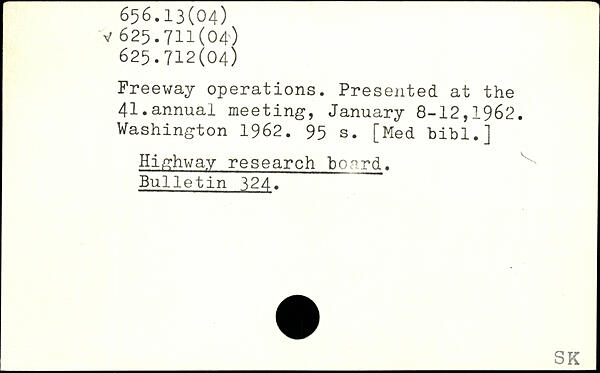 656.13(04)
√ 625.711(04)
625.712(04)
Freeway operations. Presented at the
41.annual meeting, January 8-12,1962.
Washington 1962. 95 s. [Med bibl.]
Highway research board.
Bulletin 324.
SK